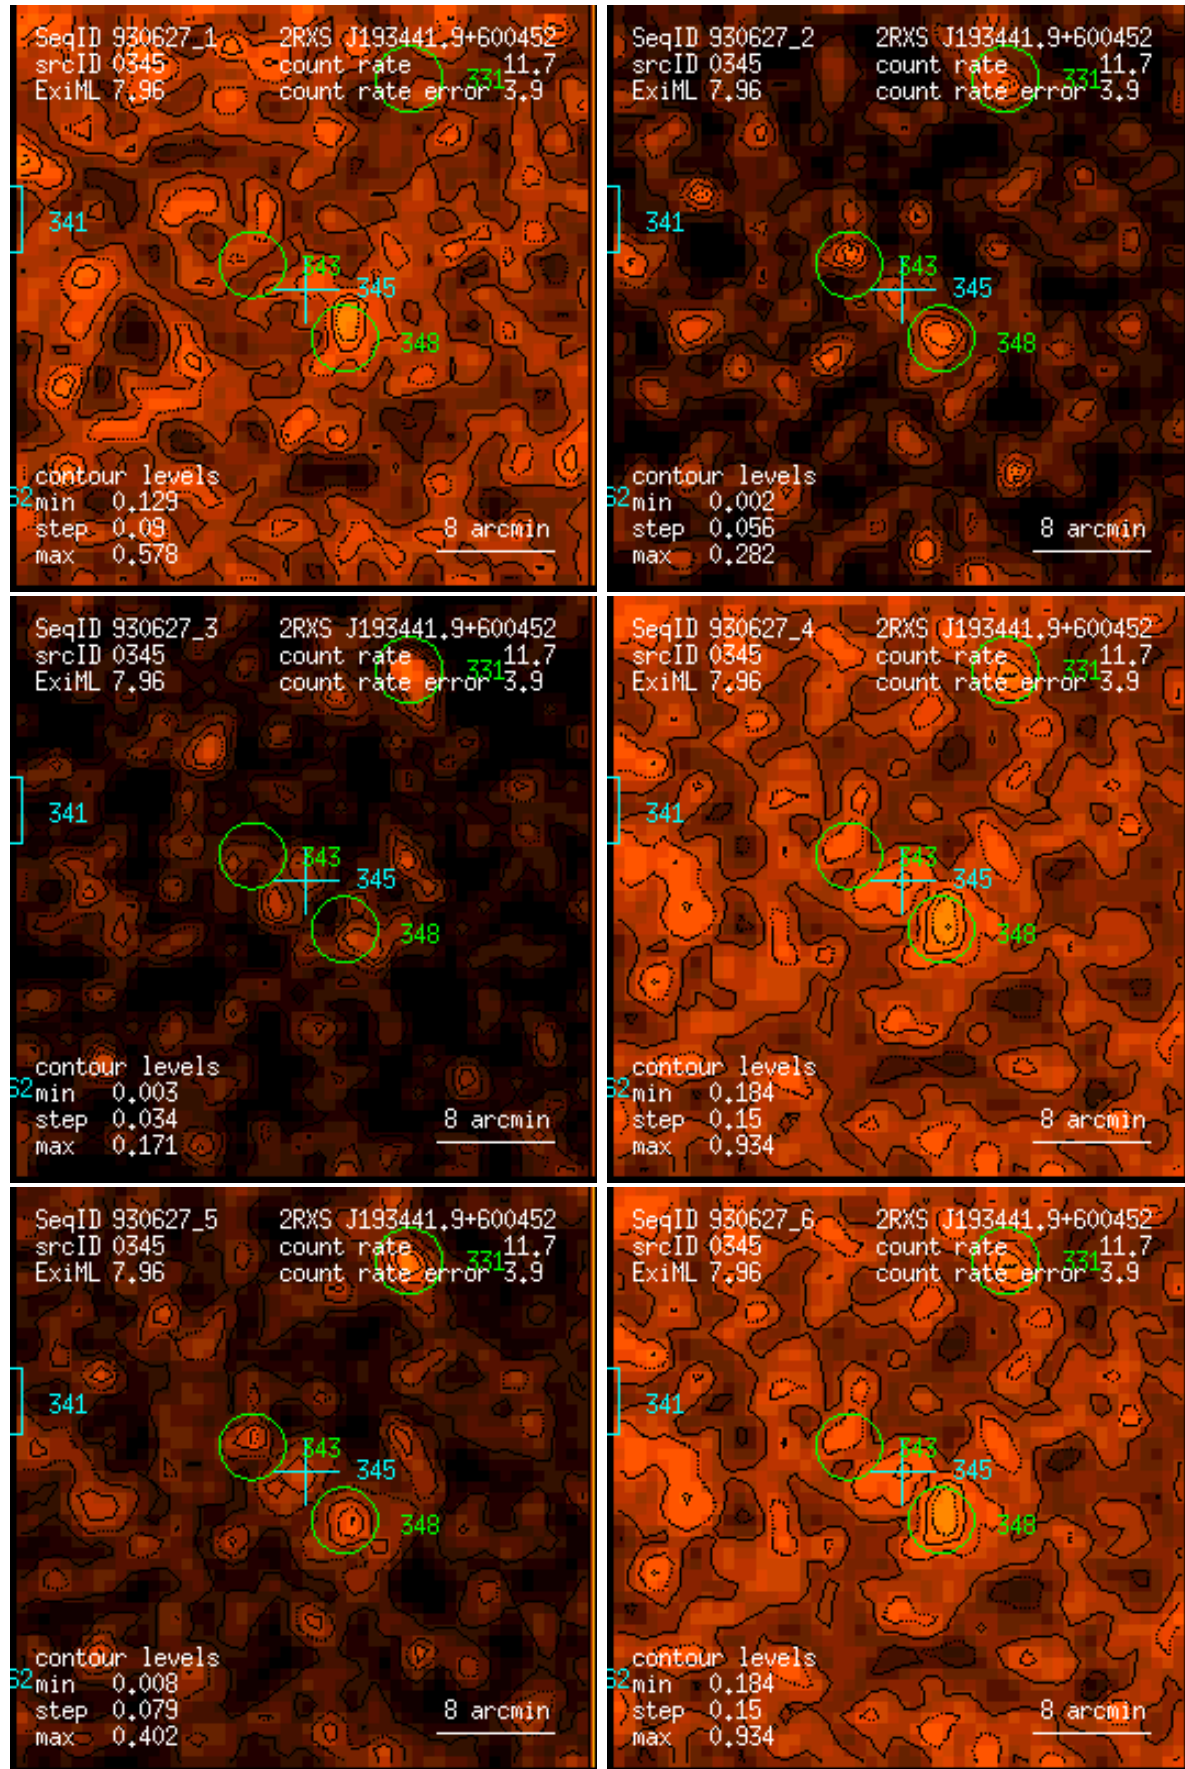 SeqID 930627_1 2RXS J193441.9+600452
srcID 0345 count rate 11.7
ExiML 7.96 count rate error 3.9
331
341
343
345
348
contour levels
S2 min 0.129
step 0.09 8 arcmin
max 0.578
SeqID 930627_2 2RXS J193441.9+600452
srcID 0345 count rate 11.7
ExiML 7.96 count rate error 3.9
331
341
343
345
348
contour levels
S2 min 0.002
step 0.056 8 arcmin
max 0.282
SeqID 930627_3 2RXS J193441.9+600452
srcID 0345 count rate 11.7
ExiML 7.96 count rate error 3.9
331
341
343
345
348
contour levels
S2 min 0.003
step 0.034 8 arcmin
max 0.171
SeqID 930627_4 2RXS J193441.9+600452
srcID 0345 count rate 11.7
ExiML 7.96 count rate error 3.9
331
341
343
345
348
contour levels
S2 min 0.184
step 0.15 8 arcmin
max 0.934
SeqID 930627_5 2RXS J193441.9+600452
srcID 0345 count rate 11.7
ExiML 7.96 count rate error 3.9
331
341
343
345
348
contour levels
S2 min 0.008
step 0.079 8 arcmin
max 0.402
SeqID 930627_6 2RXS J193441.9+600452
srcID 0345 count rate 11.7
ExiML 7.96 count rate error 3.9
331
341
343
345
348
contour levels
S2 min 0.184
step 0.15 8 arcmin
max 0.934